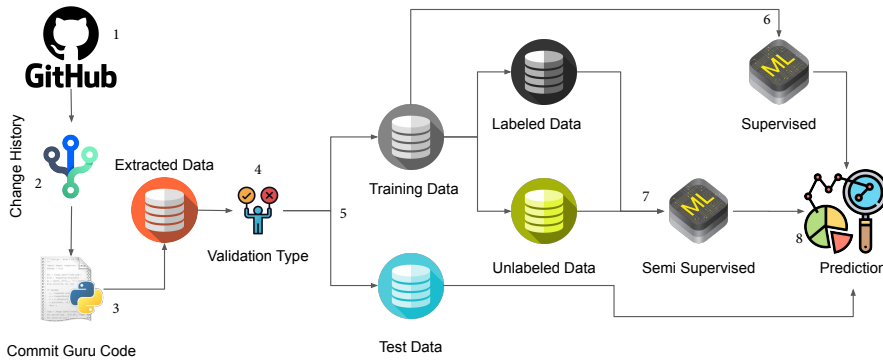 1
GitHub
Change History
2
Extracted Data
4
Validation Type
3
Commit Guru Code
5
Training Data
Labeled Data
Unlabeled Data
Test Data
6
ML
Supervised
7
ML
Semi Supervised
8
Prediction